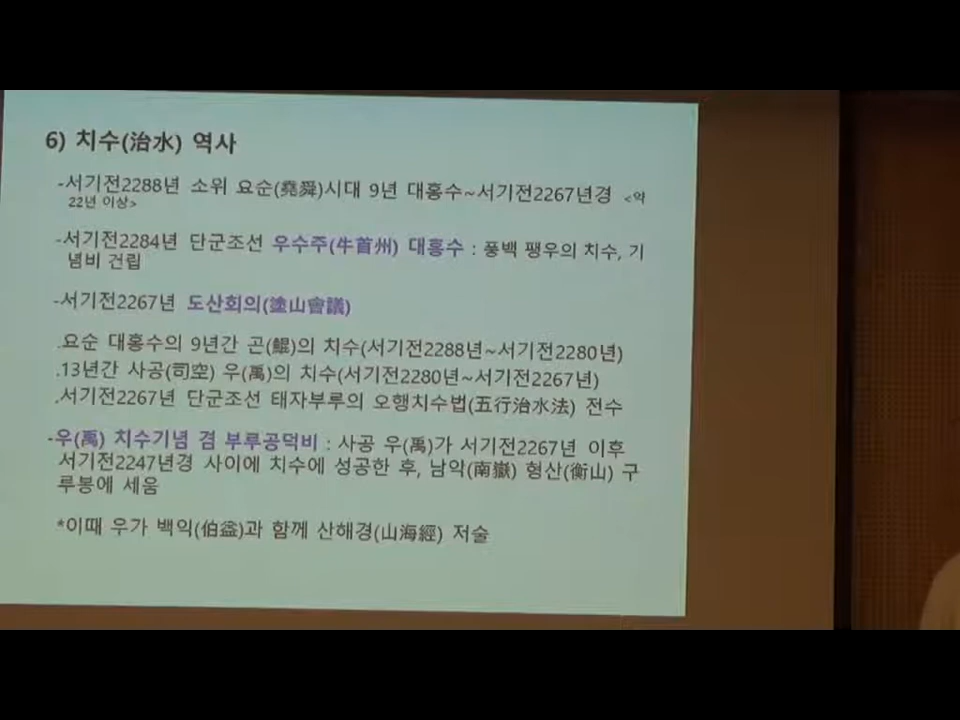 6) 치수(治水) 역사
-서기전2288년 소위 요순(堯舜)시대 9년 대홍수~서기전2267년경 <약
22년 이상>
-서기전2284년 단군조선 우수주(牛首州) 대홍수 : 풍백 팽우의 치수, 기
념비 건립
-서기전2267년 도산회의(塗山會議)
.요순 대홍수의 9년간 곤(鯤)의 치수(서기전2288년~서기전2280년)
.13년간 사공(司空) 우(禹)의 치수(서기전2280년~서기전2267년)
.서기전2267년 단군조선 태자부루의 오행치수법(五行治水法) 전수
-우(禹) 치수기념 겸 부루공덕비 : 사공 우(禹)가 서기전2267년 이후
서기전2247년경 사이에 치수에 성공한 후, 남악(南嶽) 형산(衡山) 구
루봉에 세움
*이때 우가 백익(伯益)과 함께 산해경(山海經) 저술